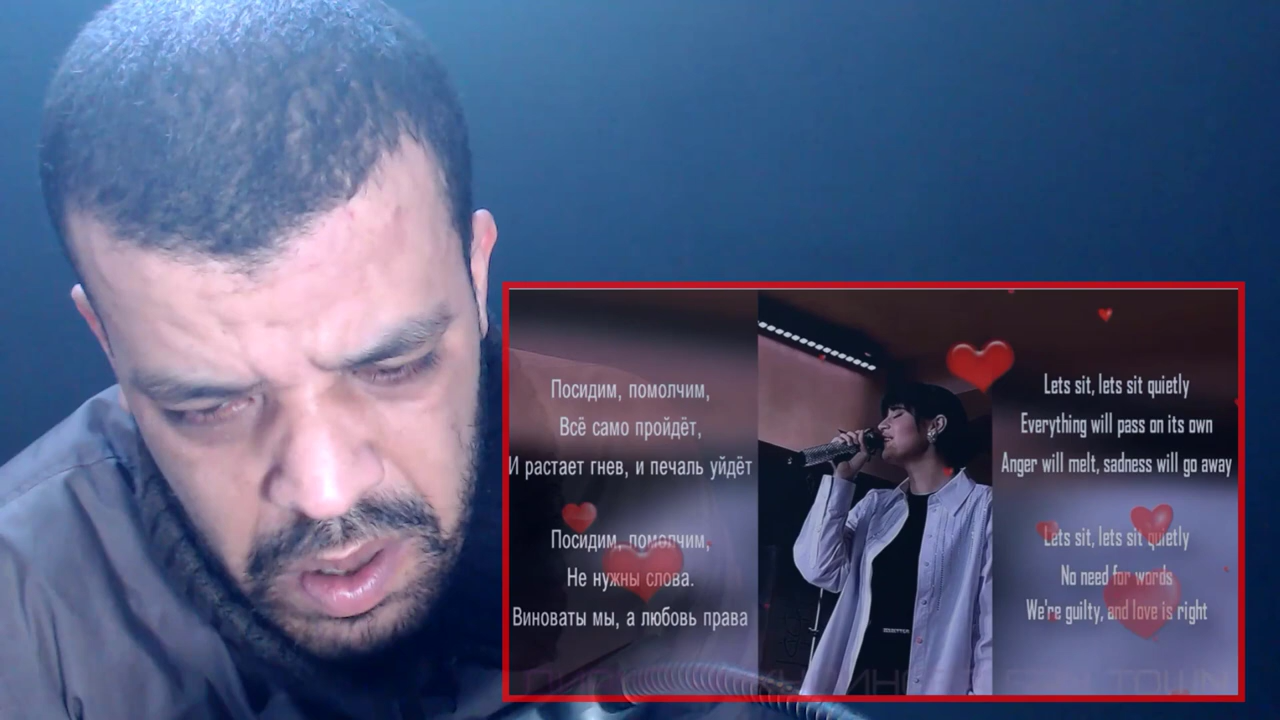 Посидим, помолчим,
Всё само пройдёт,
И растает гнев, и печаль уйдёт
Посидим, помолчим,
Не нужны слова.
Виноваты мы, а любовь права
Lets sit, lets sit quietly
Everything will pass on its own
Anger will melt, sadness will go away
Lets sit, lets sit quietly
No need for words
We're guilty, and love is right